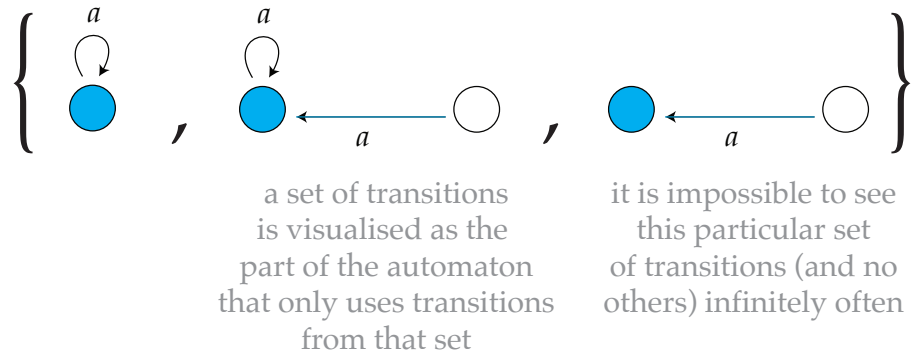 a a
{ , a , a }
a set of transitions
is visualised as the
part of the automaton
that only uses transitions
from that set
it is impossible to see
this particular set
of transitions (and no
others) infinitely often